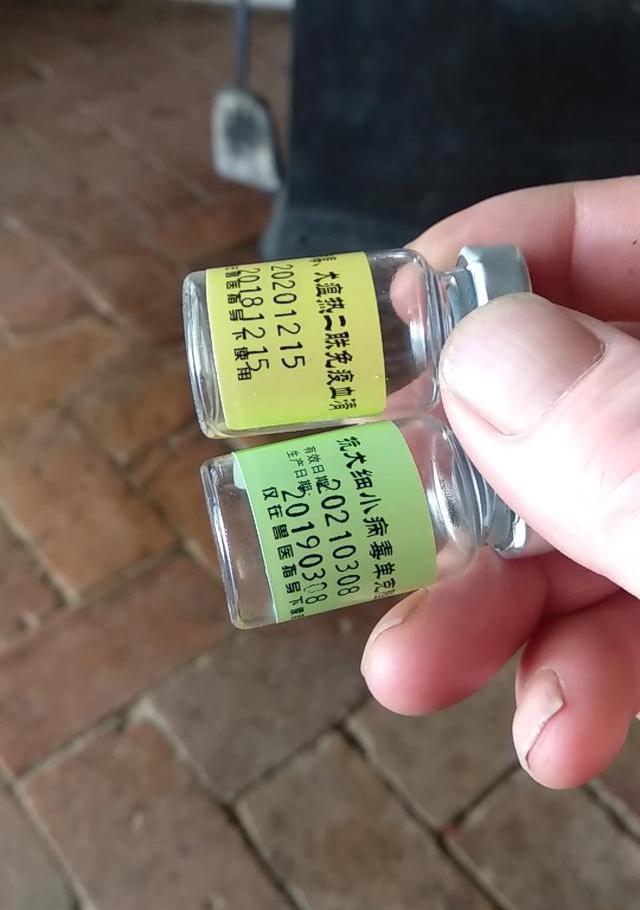 犬瘟热二联免疫血清
20201215
20181215
兽医指导下使用
抗犬细小病毒单克
有效日期:20210308
生产日期:20190308
仅在兽医指导下